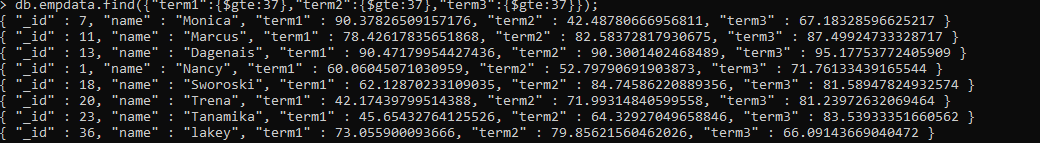 > db.empdata.find({"term1":{$gte:37},"term2":{$gte:37},"term3":{$gte:37}});
{ "_id" : 7, "name" : "Monica", "term1" : 90.37826509157176, "term2" : 42.48780666956811, "term3" : 67.18328596625217 }
{ "_id" : 11, "name" : "Marcus", "term1" : 78.42617835651868, "term2" : 82.58372817930675, "term3" : 87.49924733328717 }
{ "_id" : 13, "name" : "Dagenais", "term1" : 90.47179954427436, "term2" : 90.3001402468489, "term3" : 95.17753772405909 }
{ "_id" : 1, "name" : "Nancy", "term1" : 60.06045071030959, "term2" : 52.79790691903873, "term3" : 71.76133439165544 }
{ "_id" : 18, "name" : "Sworoski", "term1" : 62.12870233109035, "term2" : 84.74586220889356, "term3" : 81.58947824932574 }
{ "_id" : 20, "name" : "Trena", "term1" : 42.17439799514388, "term2" : 71.99314840599558, "term3" : 81.23972632069464 }
{ "_id" : 23, "name" : "Tanamika", "term1" : 45.65432764125526, "term2" : 64.32927049658846, "term3" : 83.53933351660562 }
{ "_id" : 36, "name" : "lakey", "term1" : 73.055900093666, "term2" : 79.85621560462026, "term3" : 66.09143669040472 }